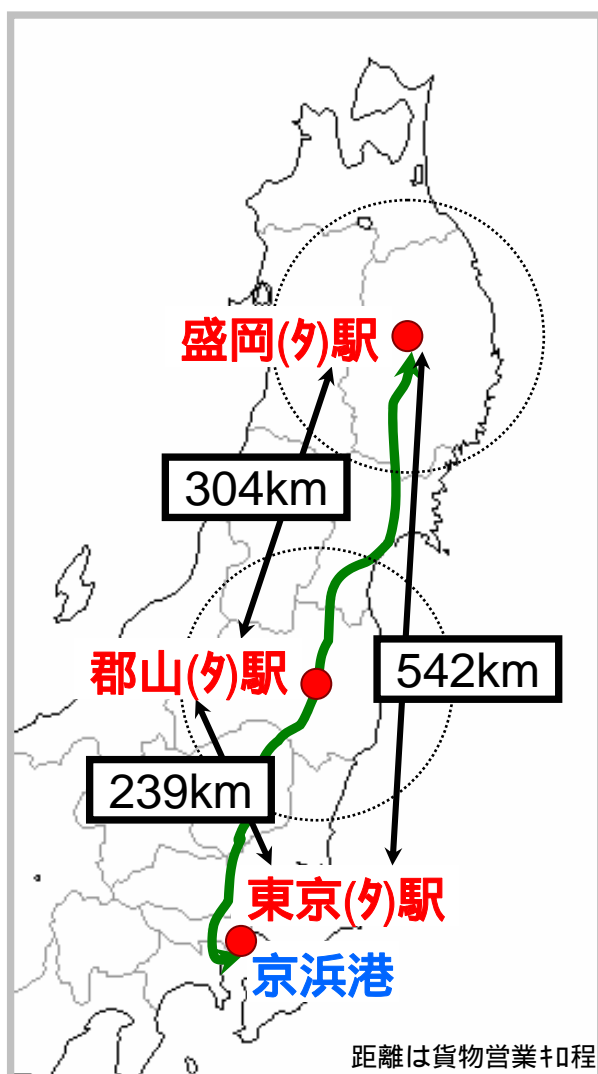 盛岡(ﾀ)駅
304km
郡山(ﾀ)駅
542km
239km
東京(ﾀ)駅
京浜港
距離は貨物営業ｷﾛ程